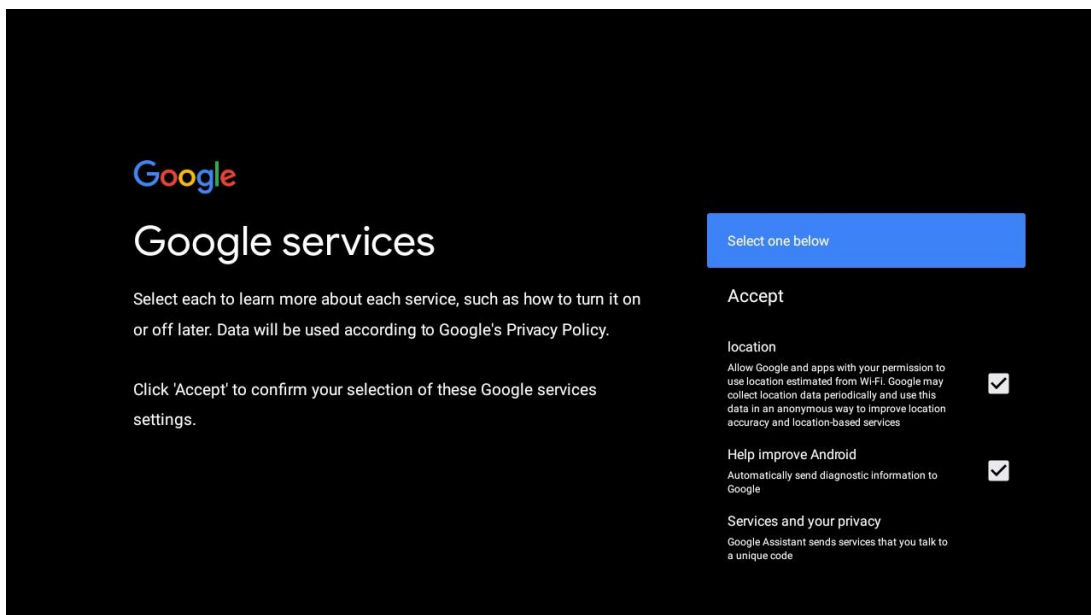 Google
Google services
Select each to learn more about each service, such as how to turn it on
or off later. Data will be used according to Google's Privacy Policy.
Click 'Accept' to confirm your selection of these Google services
settings.
Select one below
Accept
location
Allow Google and apps with your permission to
use location estimated from Wi-Fi. Google may
collect location data periodically and use this
data in an anonymous way to improve location
accuracy and location-based services
Help improve Android
Automatically send diagnostic information to
Google
Services and your privacy
Google Assistant sends services that you talk to
a unique code